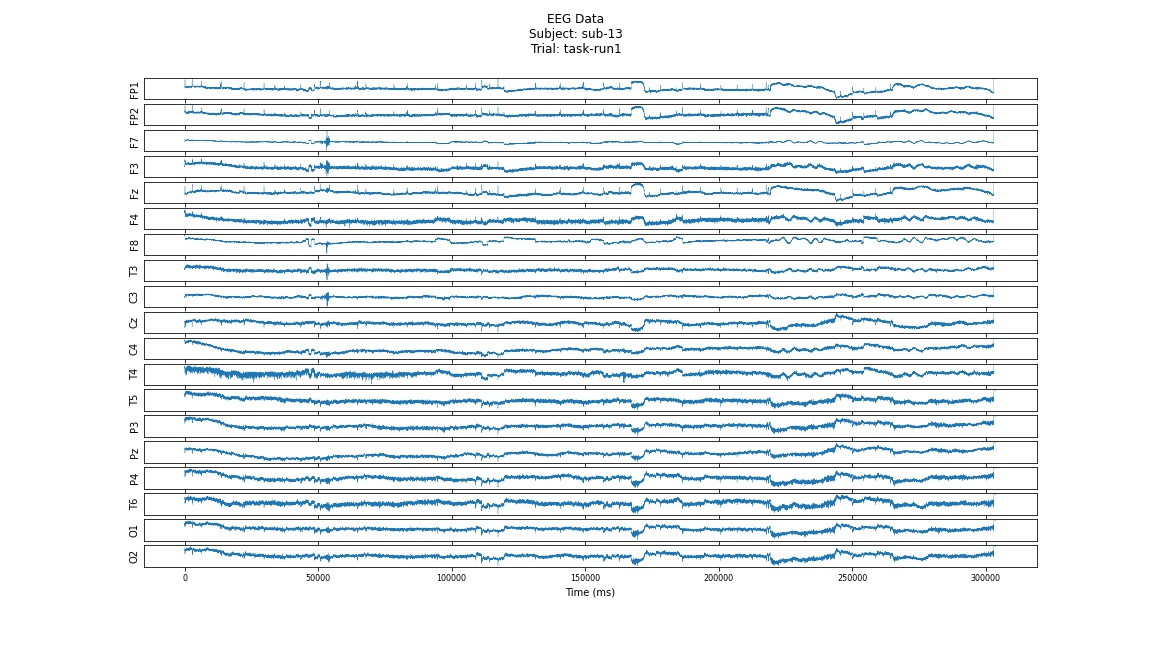 EEG Data
Subject: sub-13
Trial: task-run1
FP1
FP2
F7
F3
Fz
F4
F8
T3
C3
Cz
C4
T4
T5
P3
Pz
P4
T6
O1
O2
0 50000 100000 150000 200000 250000 300000
Time (ms)